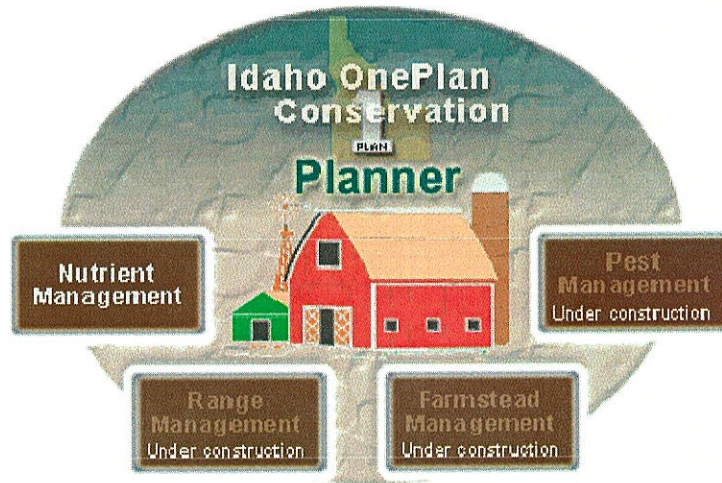 Idaho OnePlan
Conservation
1
PLAN
Planner
Nutrient
Management
Pest
Management
Under construction
Range
Management
Under construction
Farmstead
Management
Under construction